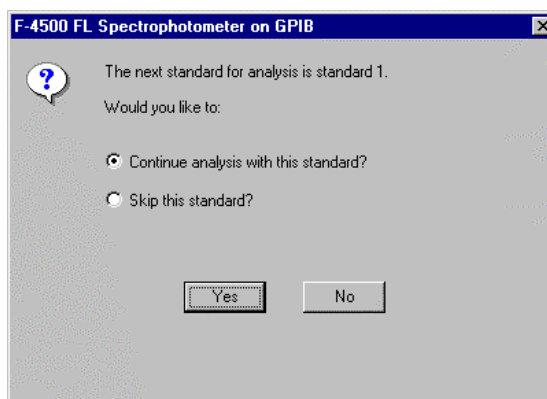 F-4500 FL Spectrophotometer on GPIB
The next standard for analysis is standard 1.
Would you like to:
Continue analysis with this standard?
Skip this standard?
Yes No